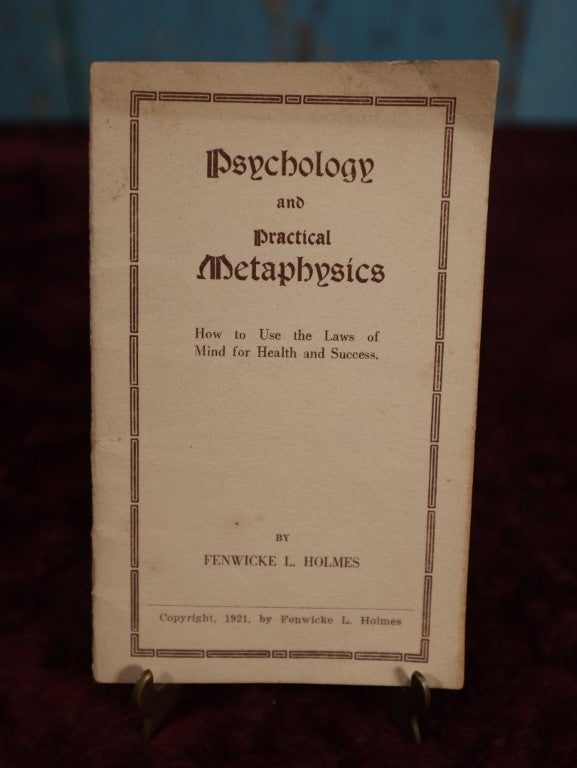 Psychology
and
Practical
Metaphysics
How to Use the Laws of
Mind for Health and Success.
BY
FENWICKE L. HOLMES
Copyright, 1921, by Fenwicke L. Holmes